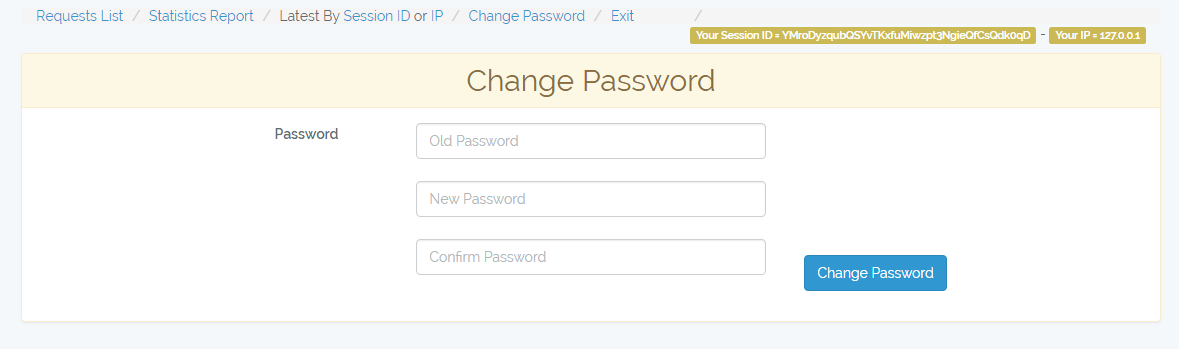 Requests List / Statistics Report / Latest By Session ID or IP / Change Password / Exit /
Your Session ID = YMroDyzqubQSYvTKxfuMiwzpt3NgieQfCsQdk0qD - Your IP = 127.0.0.1
Change Password
Password
Old Password
New Password
Confirm Password
Change Password